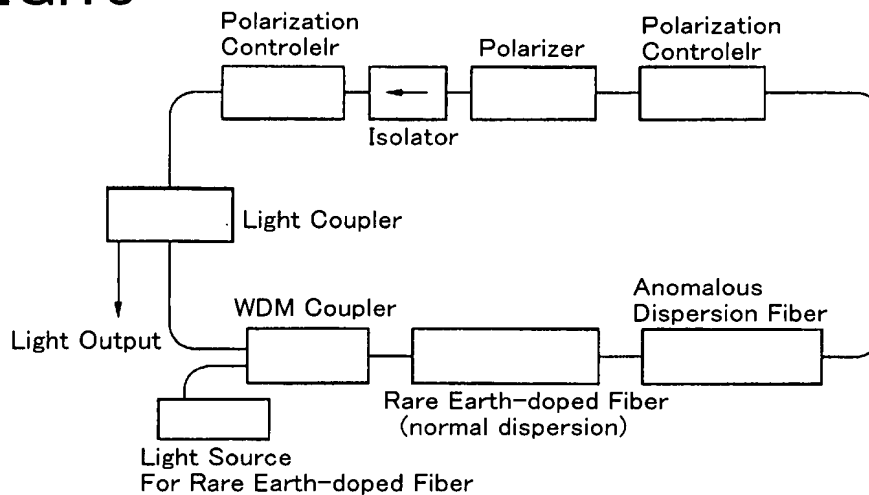 Polarization
Controlelr
Polarizer
Polarization
Controlelr
Isolator
Light Coupler
Light Output
WDM Coupler
Anomalous
Dispersion Fiber
Rare Earth-doped Fiber
(normal dispersion)
Light Source
For Rare Earth-doped Fiber